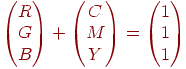 (R) + (C) = (1)
(G) + (M) = (1)
(B) + (Y) = (1)